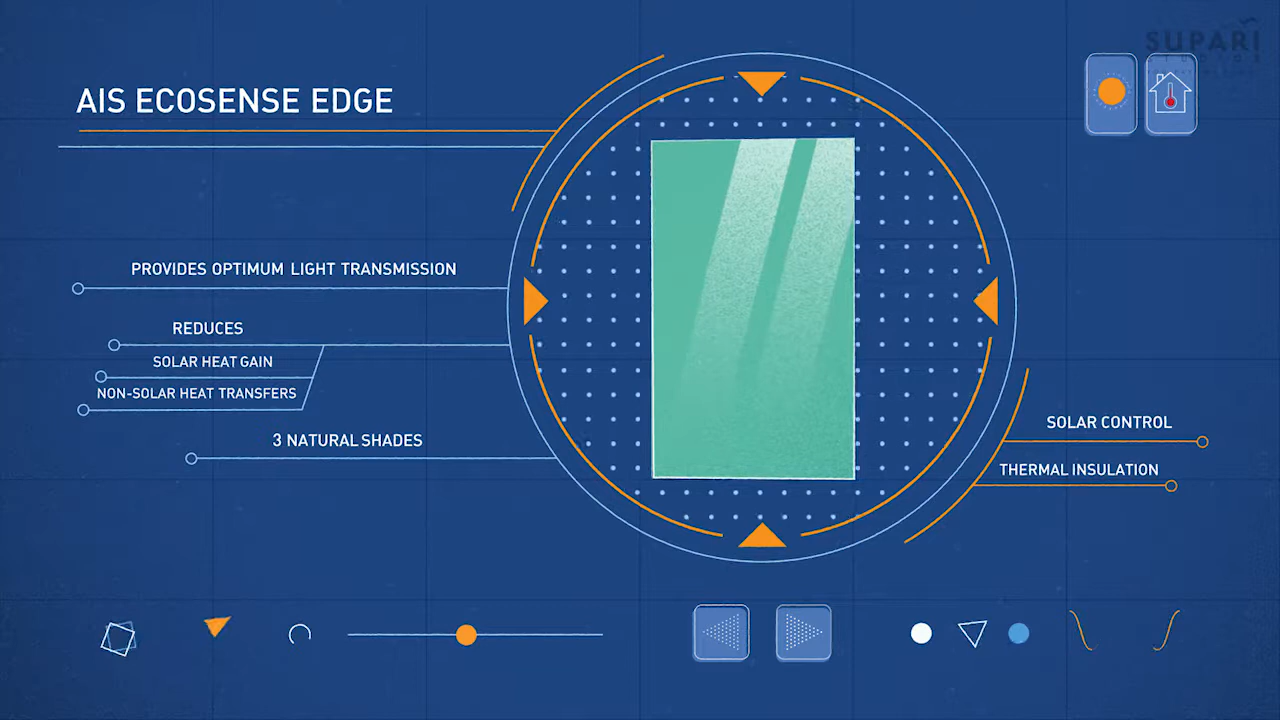 SUPARI
STUDIOS
AIS ECOSENSE EDGE
PROVIDES OPTIMUM LIGHT TRANSMISSION
REDUCES
SOLAR HEAT GAIN
NON-SOLAR HEAT TRANSFERS
3 NATURAL SHADES
SOLAR CONTROL
THERMAL INSULATION